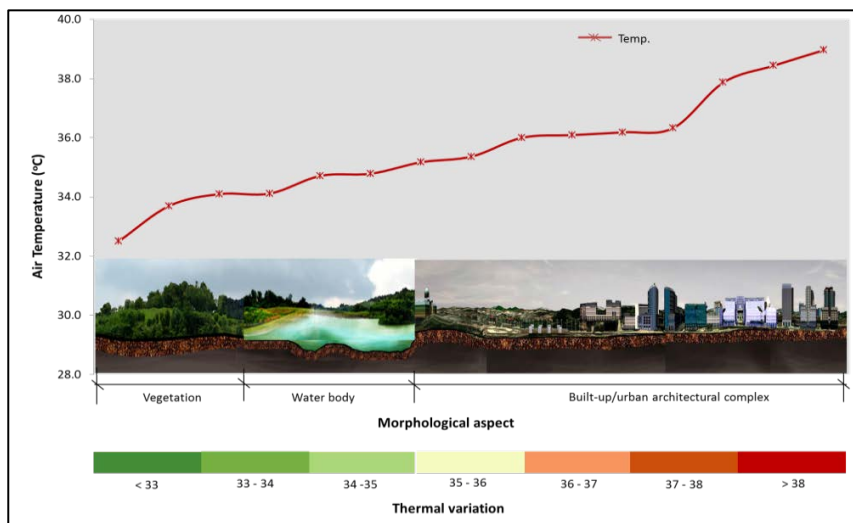 40.0
38.0
36.0
34.0
32.0
30.0
28.0
Air Temperature (°C)
Temp.
Vegetation
Water body
Built-up/urban architectural complex
Morphological aspect
< 33
33 - 34
34 -35
35 - 36
36 - 37
37 - 38
> 38
Thermal variation